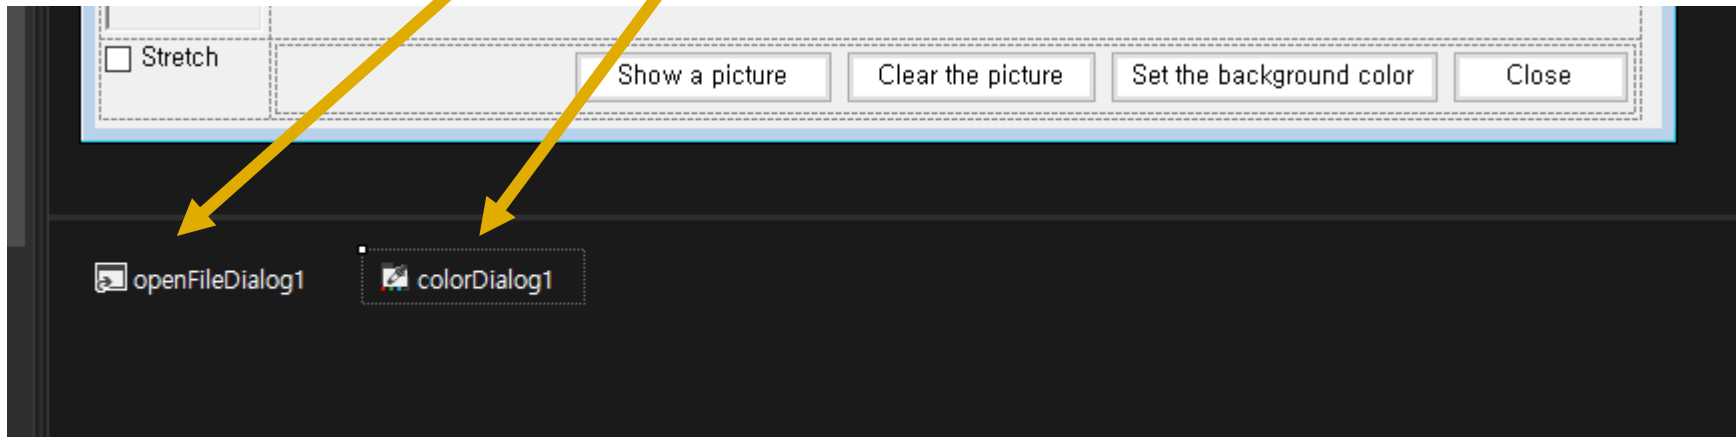 Stretch
Show a picture
Clear the picture
Set the background color
Close
openFileDialog1
colorDialog1